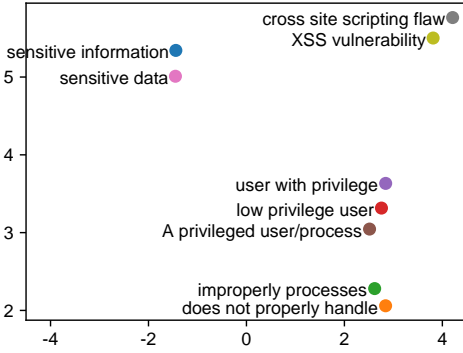 cross site scripting flaw
XSS vulnerability
sensitive information
sensitive data
5
4
user with privilege
low privilege user
A privileged user/process
3
improperly processes
does not properly handle
2
-4 -2 0 2 4